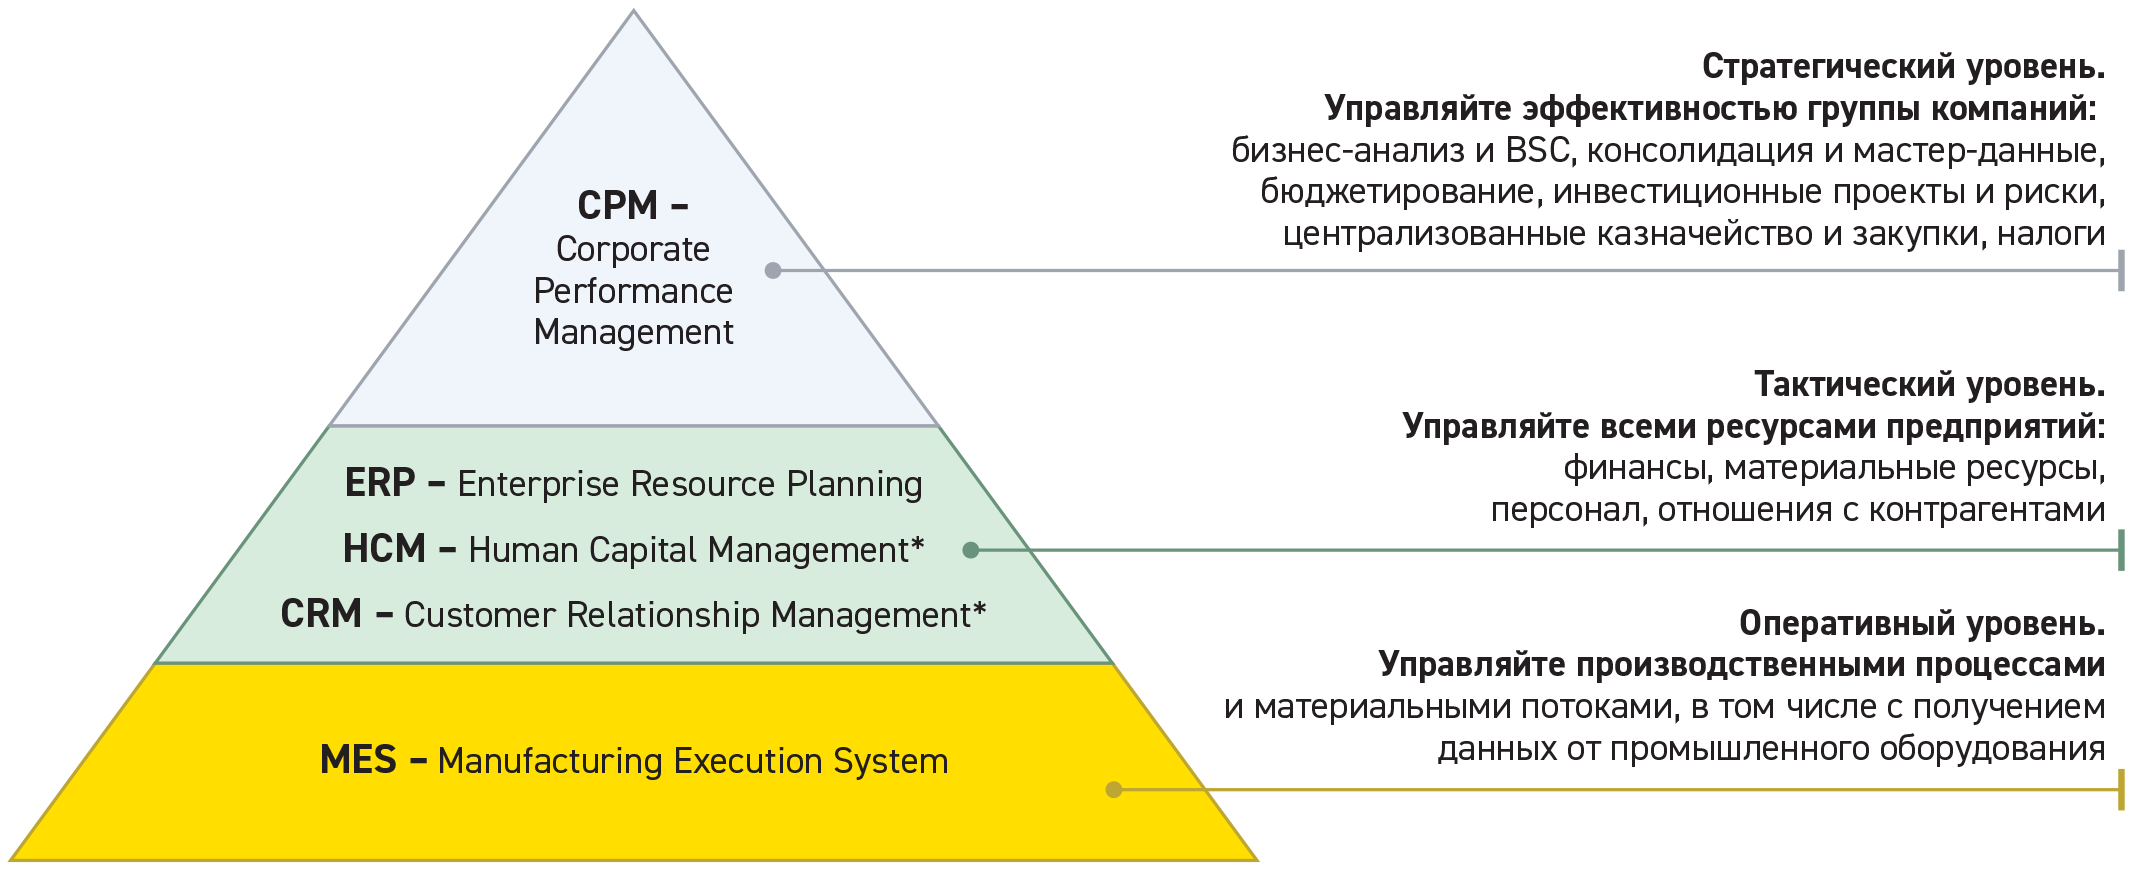 CPM –
Corporate
Performance
Management
Стратегический уровень.
Управляйте эффективностью группы компаний:
бизнес-анализ и BSC, консолидация и мастер-данные,
бюджетирование, инвестиционные проекты и риски,
централизованные казначейство и закупки, налоги
ERP – Enterprise Resource Planning
HCM – Human Capital Management*
CRM – Customer Relationship Management*
Тактический уровень.
Управляйте всеми ресурсами предприятий:
финансы, материальные ресурсы,
персонал, отношения с контрагентами
MES – Manufacturing Execution System
Оперативный уровень.
Управляйте производственными процессами
и материальными потоками, в том числе с получением
данных от промышленного оборудования